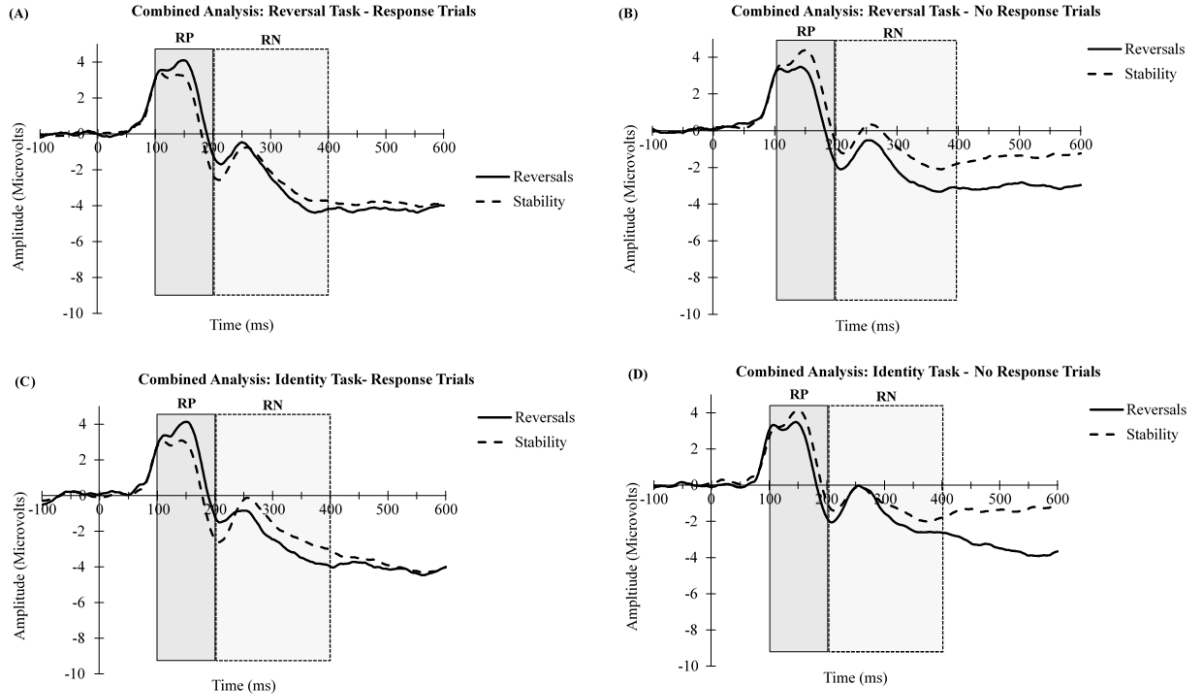 (A) Combined Analysis: Reversal Task - Response Trials
RP RN
4
2
0
-100 0 100 200 300 400 500 600
-2
-4
-6
-8
-10
Amplitude (Microvolts)
Time (ms)
Reversals
Stability
(B) Combined Analysis: Reversal Task - No Response Trials
RP RN
4
2
0
-100 0 100 200 300 400 500 600
-2
-4
-6
-8
-10
Amplitude (Microvolts)
Time (ms)
Reversals
Stability
(C) Combined Analysis: Identity Task- Response Trials
RP RN
4
2
0
-100 0 100 200 300 400 500 600
-2
-4
-6
-8
-10
Amplitude (Microvolts)
Time (ms)
Reversals
Stability
(D) Combined Analysis: Identity Task - No Response Trials
RP RN
4
2
0
-100 0 100 200 300 400 500 600
-2
-4
-6
-8
-10
Ampltiude (Microvolts)
Time (ms)
Reversals
Stability